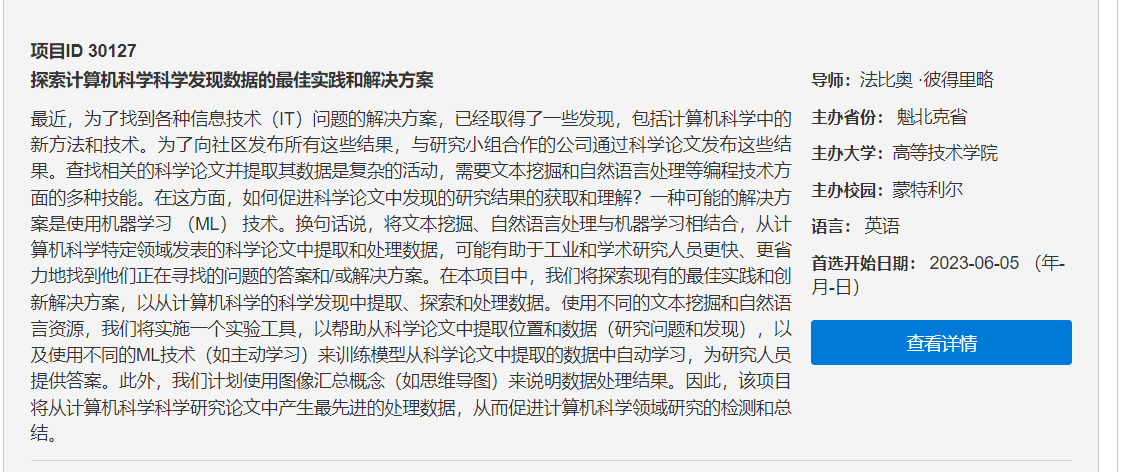 项目ID 30127
探索计算机科学科学发现数据的最佳实践和解决方案
最近，为了找到各种信息技术（IT）问题的解决方案，已经取得了一些发现，包括计算机科学中的
新方法和技术。为了向社区发布所有这些结果，与研究小组合作的公司通过科学论文发布这些结
果。查找相关的科学论文并提取其数据是复杂的活动，需要文本挖掘和自然语言处理等编程技术方
面的多种技能。在这方面，如何促进科学论文中发现的研究结果的获取和理解？一种可能的解决方
案是使用机器学习 （ML） 技术。换句话说，将文本挖掘、自然语言处理与机器学习相结合，从计
算机科学特定领域发表的科学论文中提取和处理数据，可能有助于工业和学术研究人员更快、更省
力地找到他们正在寻找的问题的答案和/或解决方案。在本项目中，我们将探索现有的最佳实践和创
新解决方案，以从计算机科学的科学发现中提取、探索和处理数据。使用不同的文本挖掘和自然语
言资源，我们将实施一个实验工具，以帮助从科学论文中提取位置和数据（研究问题和发现），以
及使用不同的ML技术（如主动学习）来训练模型从科学论文中提取的数据中自动学习，为研究人员
提供答案。此外，我们计划使用图像汇总概念（如思维导图）来说明数据处理结果。因此，该项目
将从计算机科学科学研究论文中产生最先进的处理数据，从而促进计算机科学领域研究的检测和总
结。
导师：法比奥 ·彼得里略
主办省份： 魁北克省
主办大学：高等技术学院
主办校园：蒙特利尔
语言： 英语
首选开始日期： 2023-06-05 （年-
月-日）
查看详情